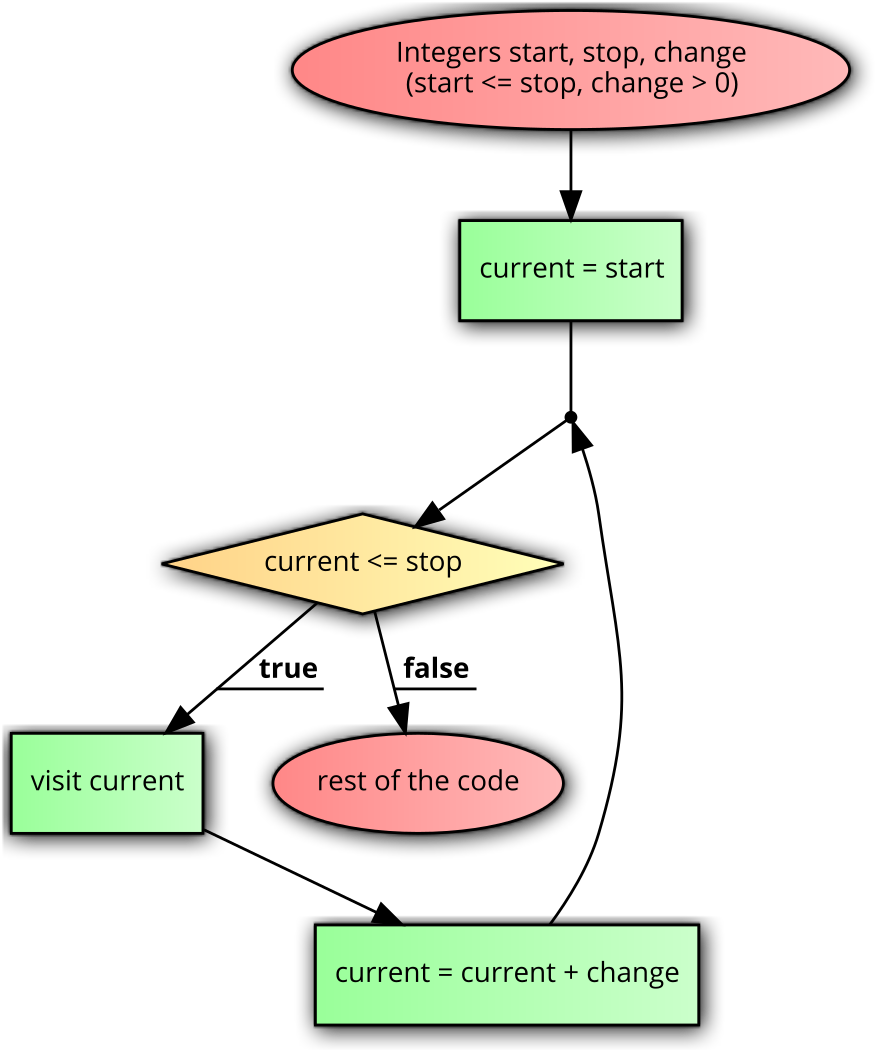 Integers start, stop, change
(start <= stop, change > 0)
current = start
current <= stop
true
false
visit current
rest of the code
current = current + change